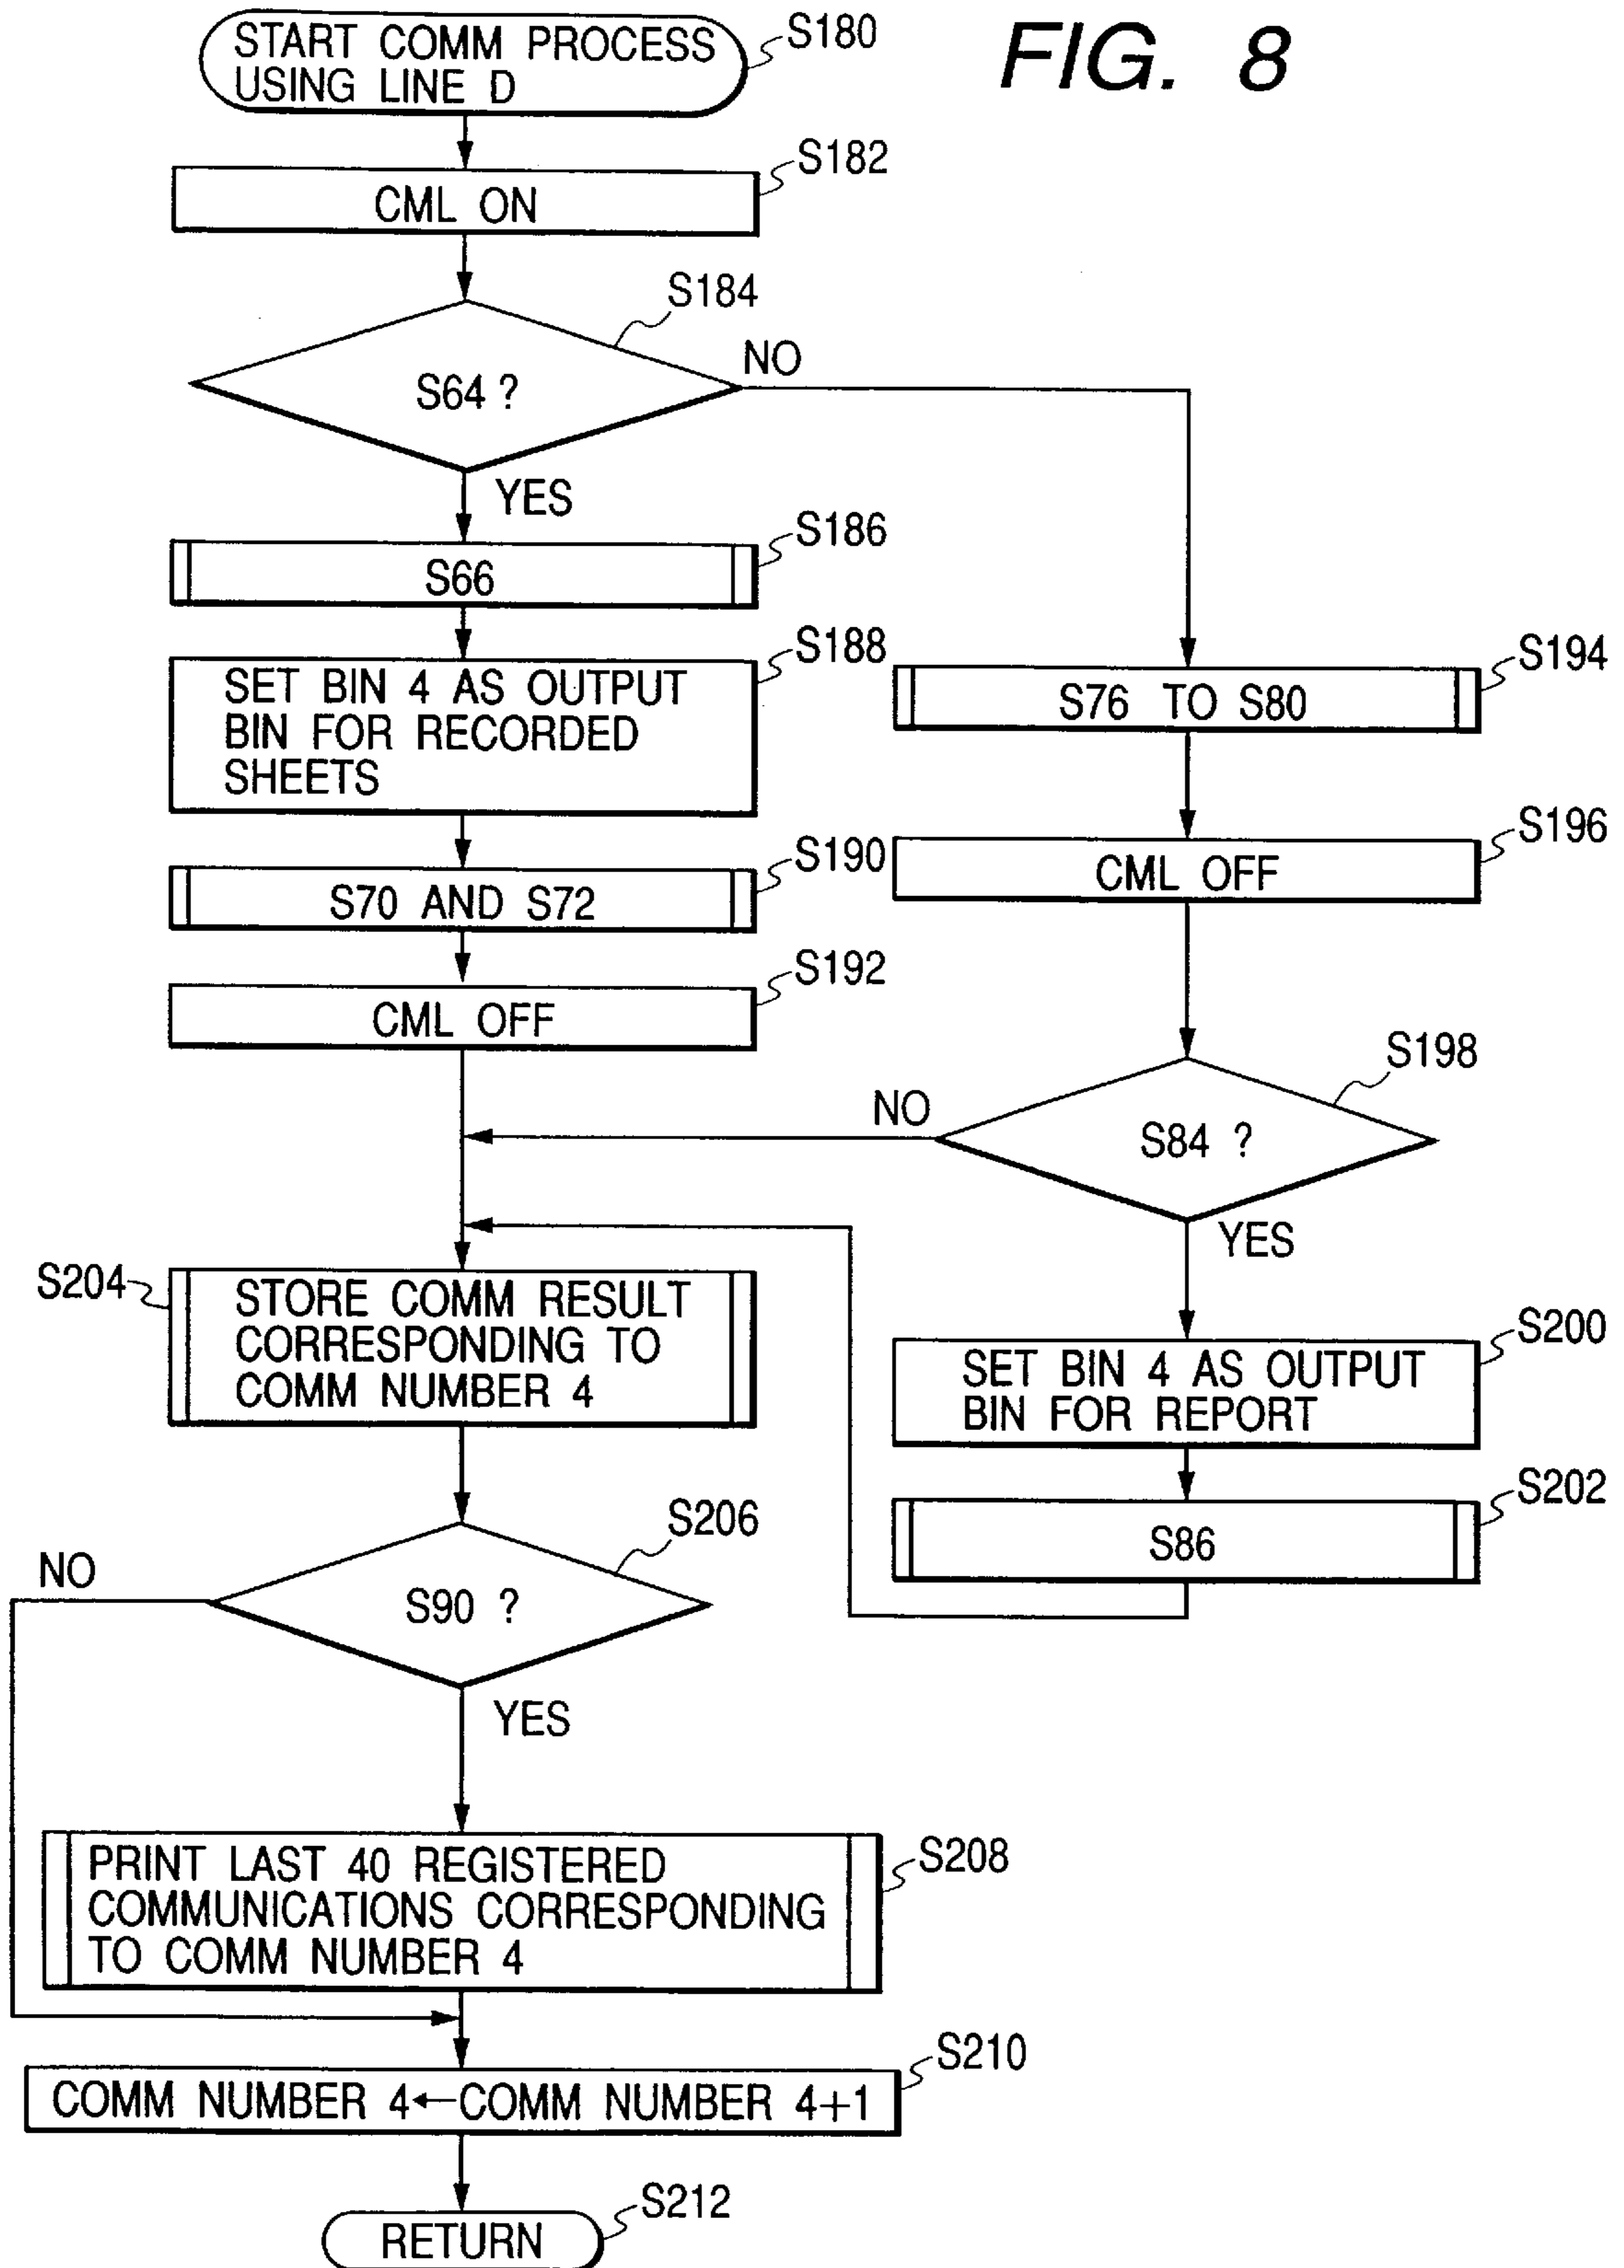 FIG. 8
START COMM PROCESS
USING LINE D
S180
CML ON
S182
S184
S64 ?
NO
YES
S66
S186
SET BIN 4 AS OUTPUT
BIN FOR RECORDED
SHEETS
S188
S70 AND S72
S190
CML OFF
S192
S76 TO S80
S194
CML OFF
S196
S198
S84 ?
NO
YES
SET BIN 4 AS OUTPUT
BIN FOR REPORT
S200
S86
S202
S204
STORE COMM RESULT
CORRESPONDING TO
COMM NUMBER 4
S206
S90 ?
NO
YES
PRINT LAST 40 REGISTERED
COMMUNICATIONS CORRESPONDING
TO COMM NUMBER 4
S208
COMM NUMBER 4←COMM NUMBER 4+1
S210
RETURN
S212